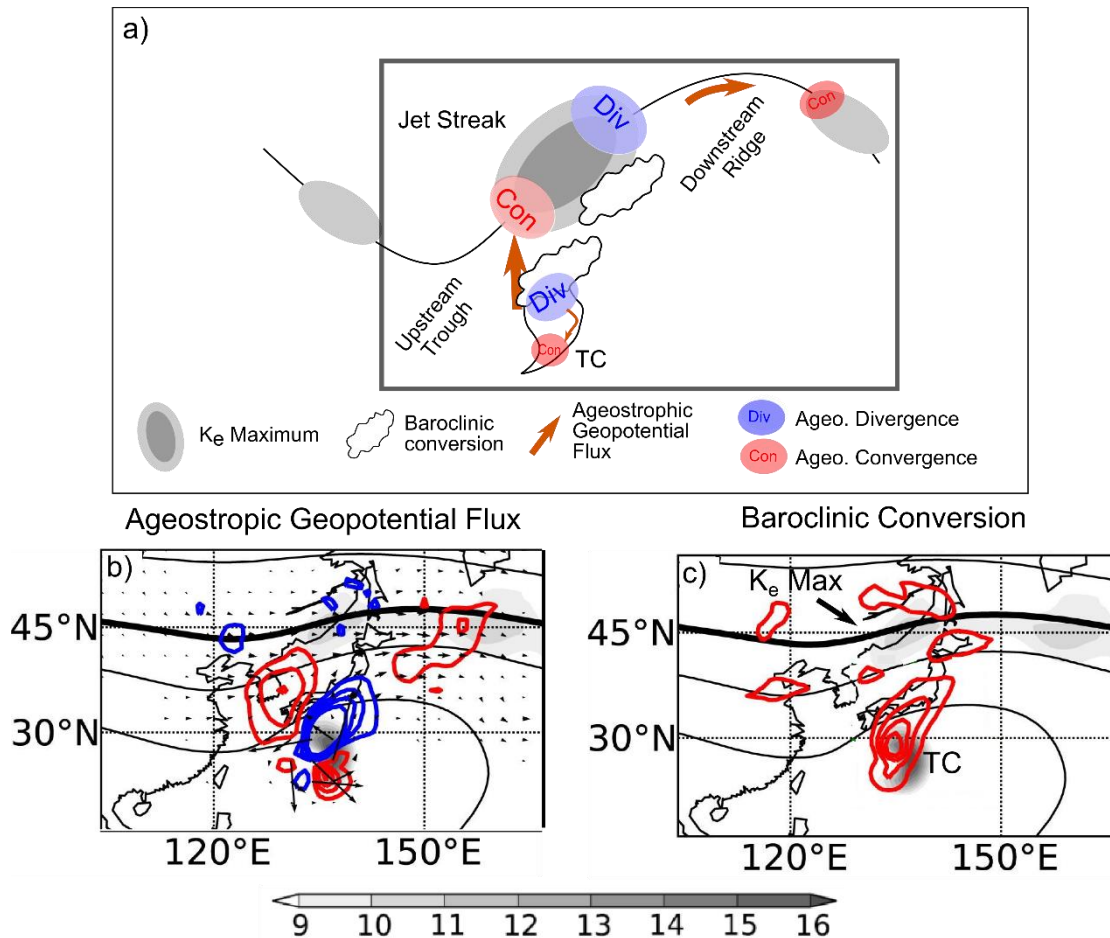 a)
Jet Streak
Div
Con
Con
Downstream
Ridge
Upstream
Trough
Div
Con
TC
Ke Maximum
Baroclinic
conversion
Ageostrophic
Geopotential
Flux
Div
Ageo. Divergence
Con
Ageo. Convergence
Ageostropic Geopotential Flux
Baroclinic Conversion
b)
45°N
30°N
120°E
150°E
c)
Ke Max
45°N
30°N
TC
120°E
150°E
9 10 11 12 13 14 15 16